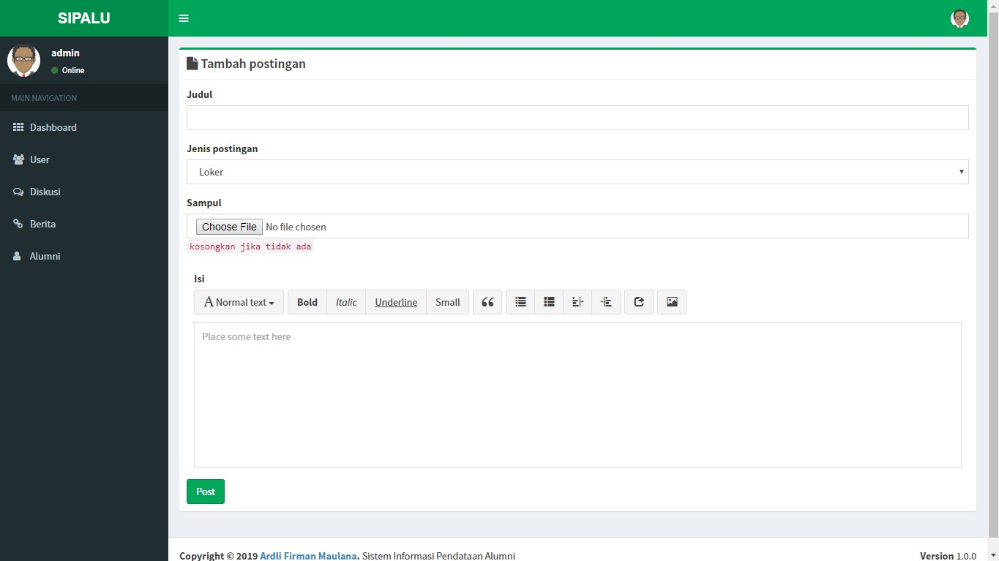 SIPALU
admin
Online
MAIN NAVIGATION
Dashboard
User
Diskusi
Berita
Alumni
Tambah postingan
Judul
Jenis postingan
Loker
Sampul
Choose File No file chosen
kosongkan jika tidak ada
Isi
A Normal text Bold Italic Underline Small
Place some text here
Post
Copyright © 2019 Ardli Firman Maulana. Sistem Informasi Pendataan Alumni Version 1.0.0